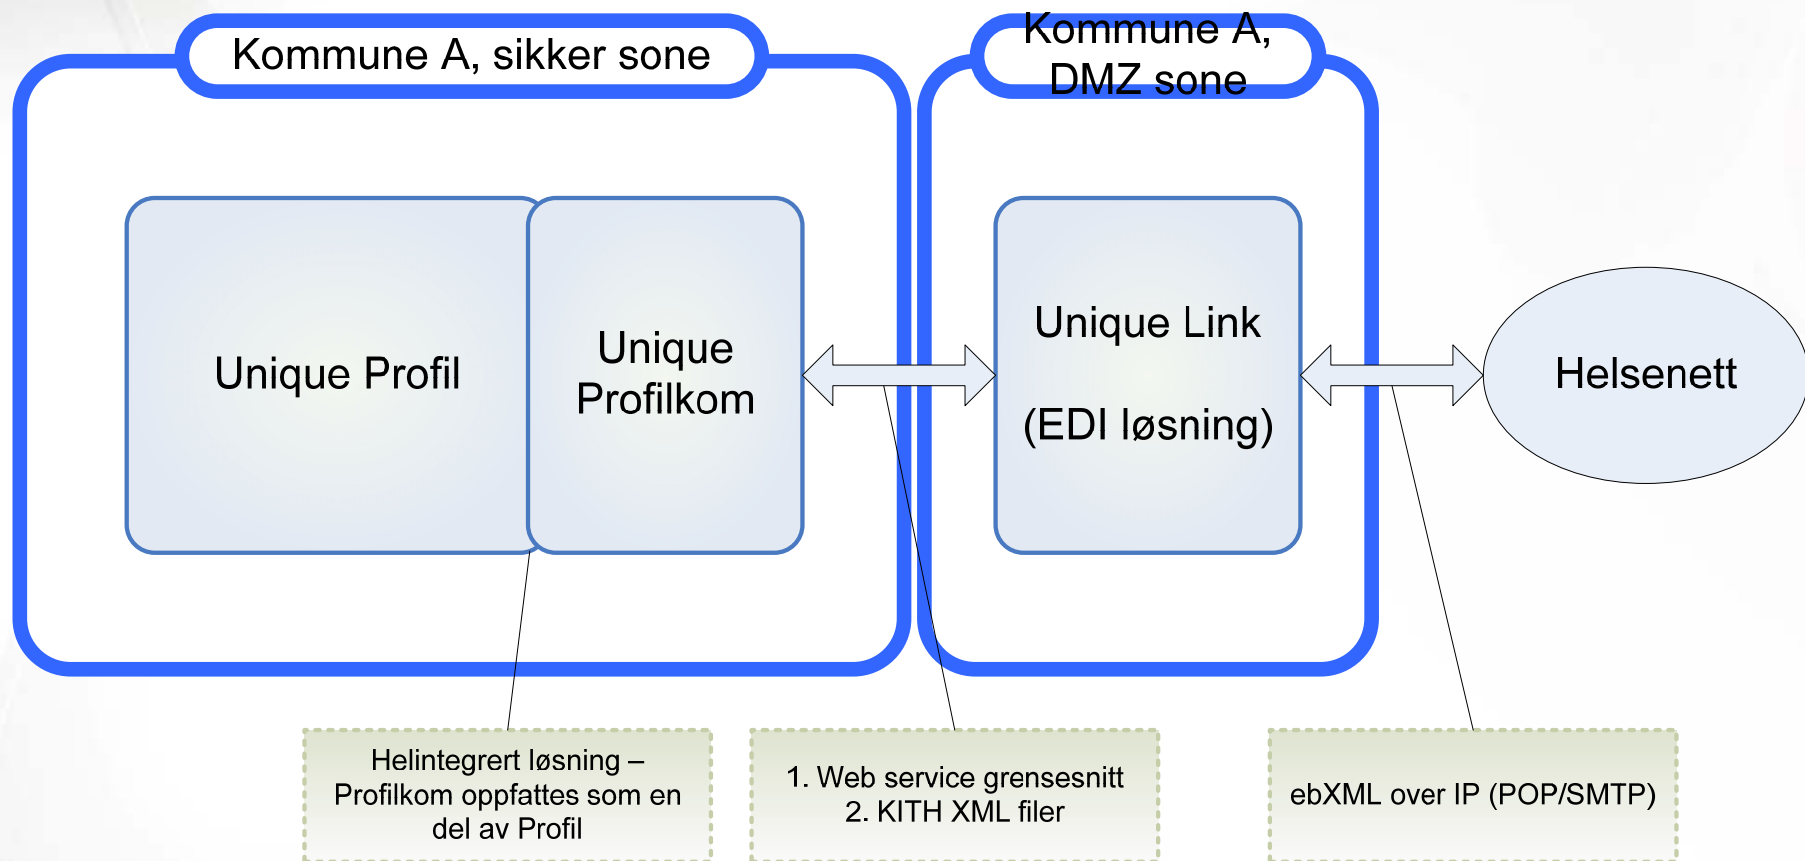 Kommune A, sikker sone
Kommune A,
DMZ sone
Unique Profil
Unique
Profilkom
Unique Link
(EDI løsning)
Helsenett
Helintegrert løsning –
Profilkom oppfattes som en
del av Profil
1. Web service grensesnitt
2. KITH XML filer
ebXML over IP (POP/SMTP)